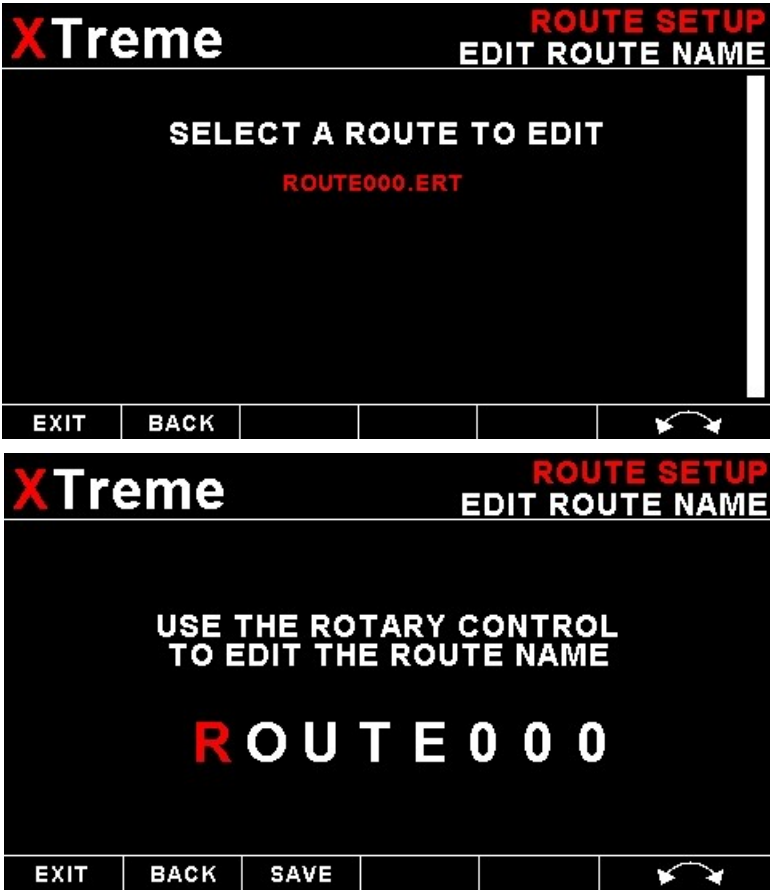 XTreme
ROUTE SETUP
EDIT ROUTE NAME
SELECT A ROUTE TO EDIT
ROUTE000.ERT
EXIT BACK
XTreme
ROUTE SETUP
EDIT ROUTE NAME
USE THE ROTARY CONTROL
TO EDIT THE ROUTE NAME
ROUTE000
EXIT BACK SAVE